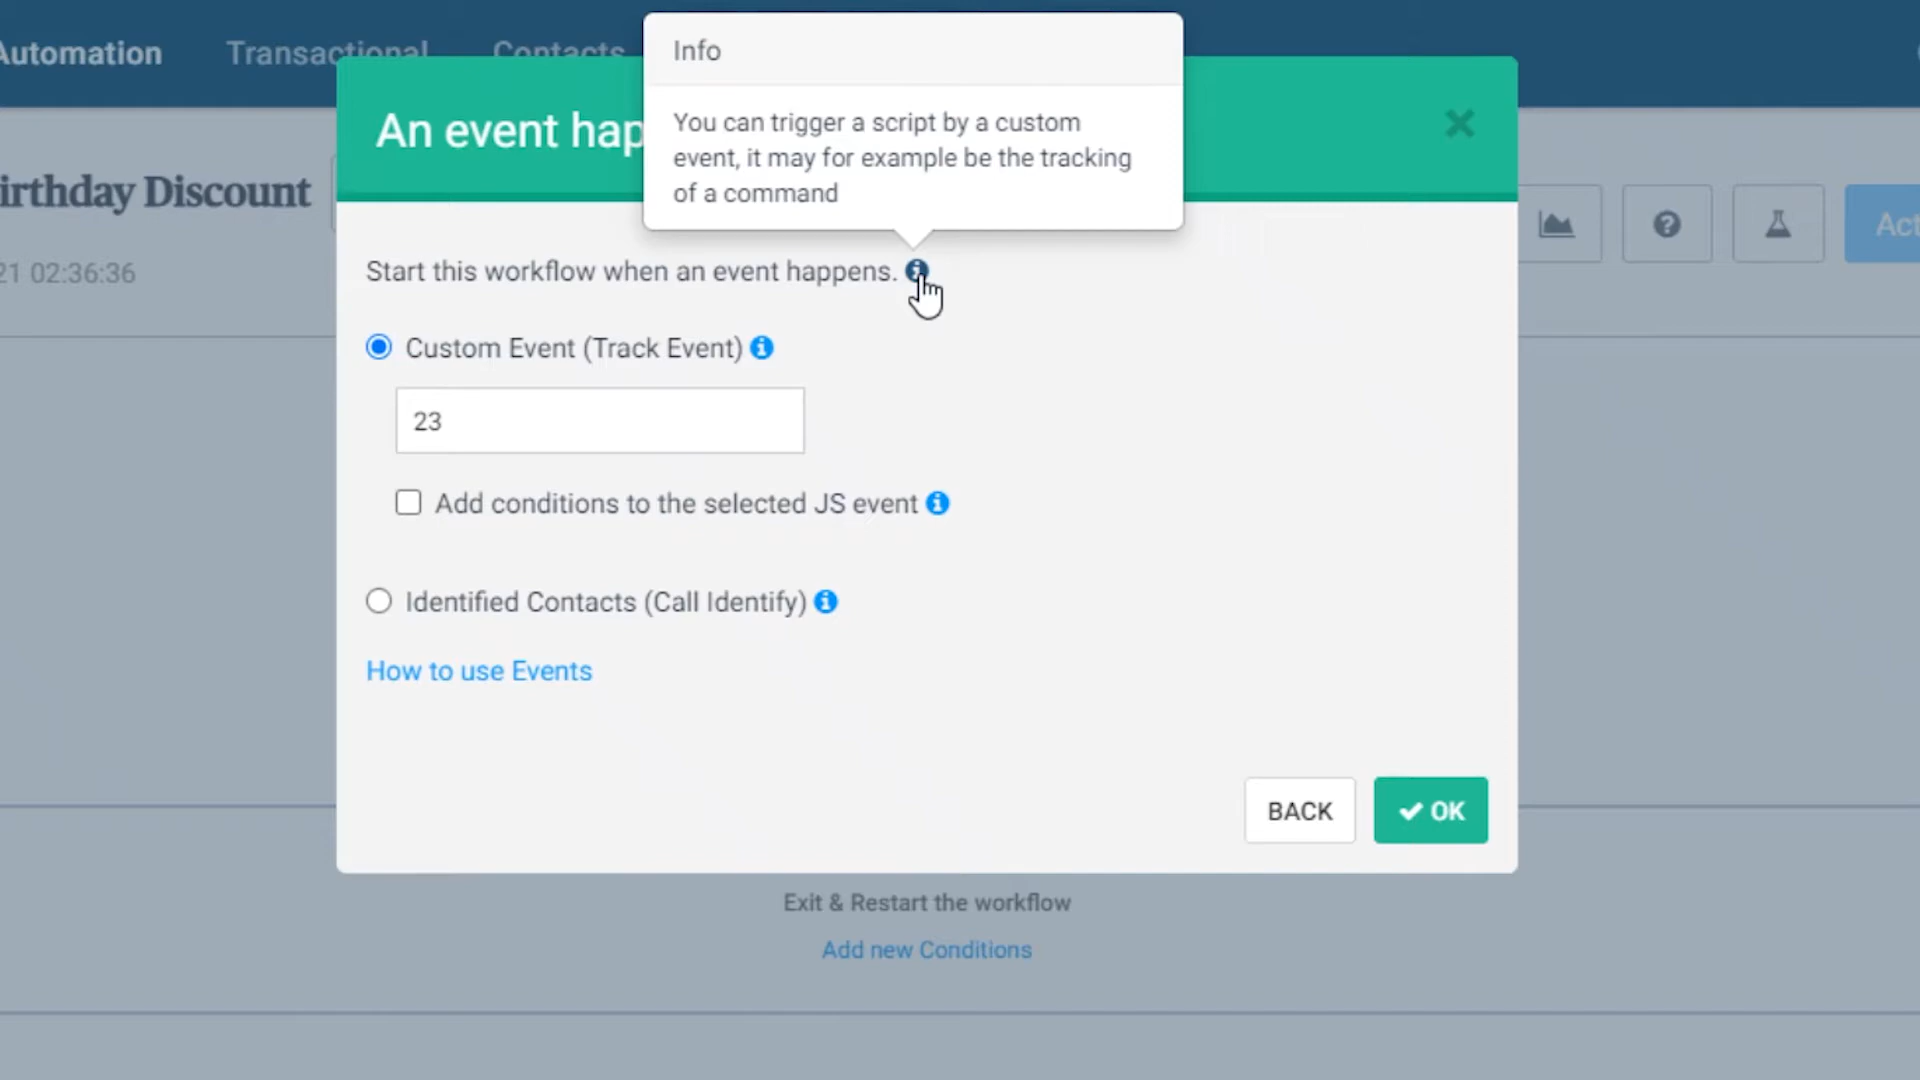 Automation Transactional Contacts
Info
You can trigger a script by a custom
event, it may for example be the tracking
of a command
An event hap
irthday Discount
21 02:36:36
Act
Start this workflow when an event happens.
Custom Event (Track Event)
23
Add conditions to the selected JS event
Identified Contacts (Call Identify)
How to use Events
BACK
OK
Exit & Restart the workflow
Add new Conditions